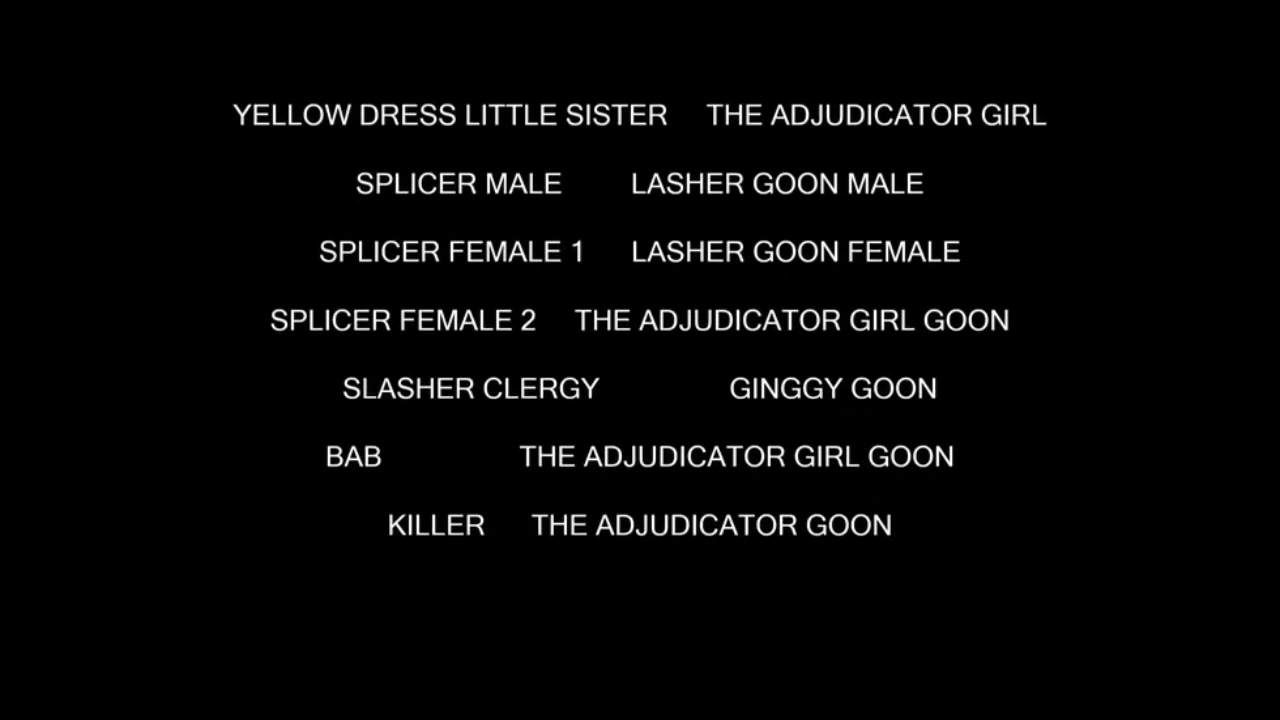 YELLOW DRESS LITTLE SISTER THE ADJUDICATOR GIRL
SPLICER MALE LASHER GOON MALE
SPLICER FEMALE 1 LASHER GOON FEMALE
SPLICER FEMALE 2 THE ADJUDICATOR GIRL GOON
SLASHER CLERGY GINGGY GOON
BAB THE ADJUDICATOR GIRL GOON
KILLER THE ADJUDICATOR GOON